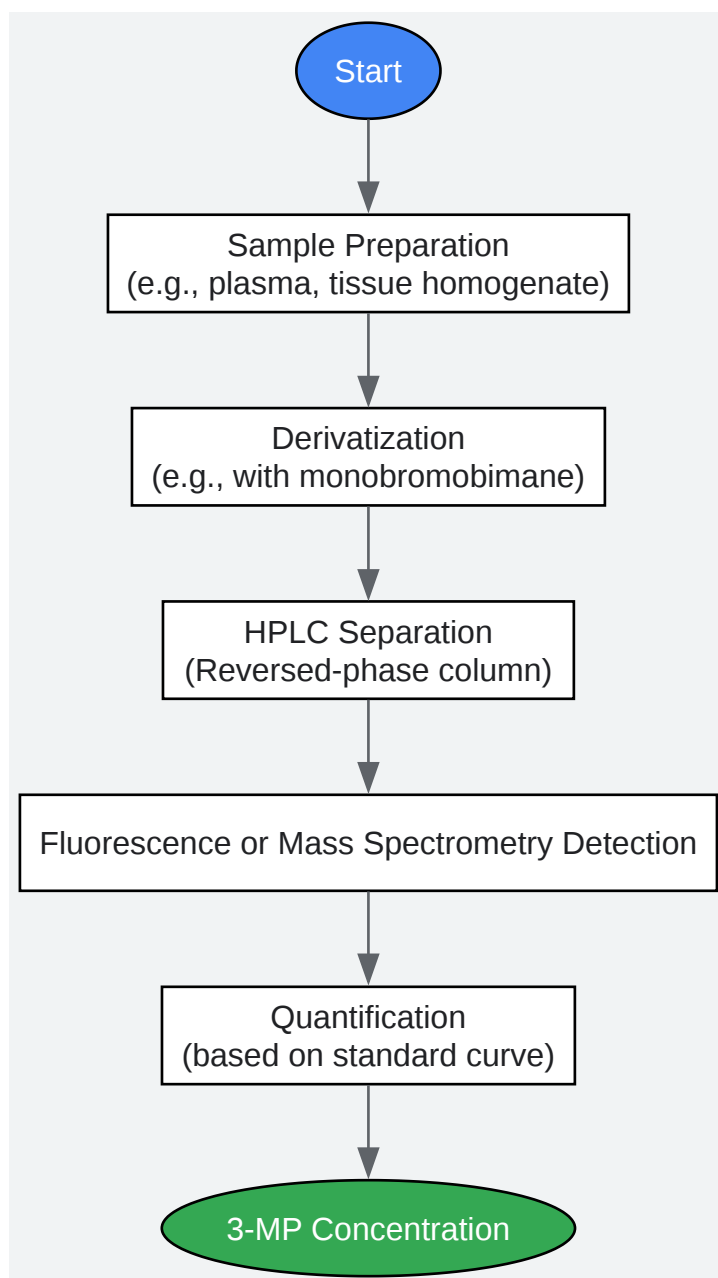 Start
Sample Preparation
(e.g., plasma, tissue homogenate)
Derivatization
(e.g., with monobromobimane)
HPLC Separation
(Reversed-phase column)
Fluorescence or Mass Spectrometry Detection
Quantification
(based on standard curve)
3-MP Concentration